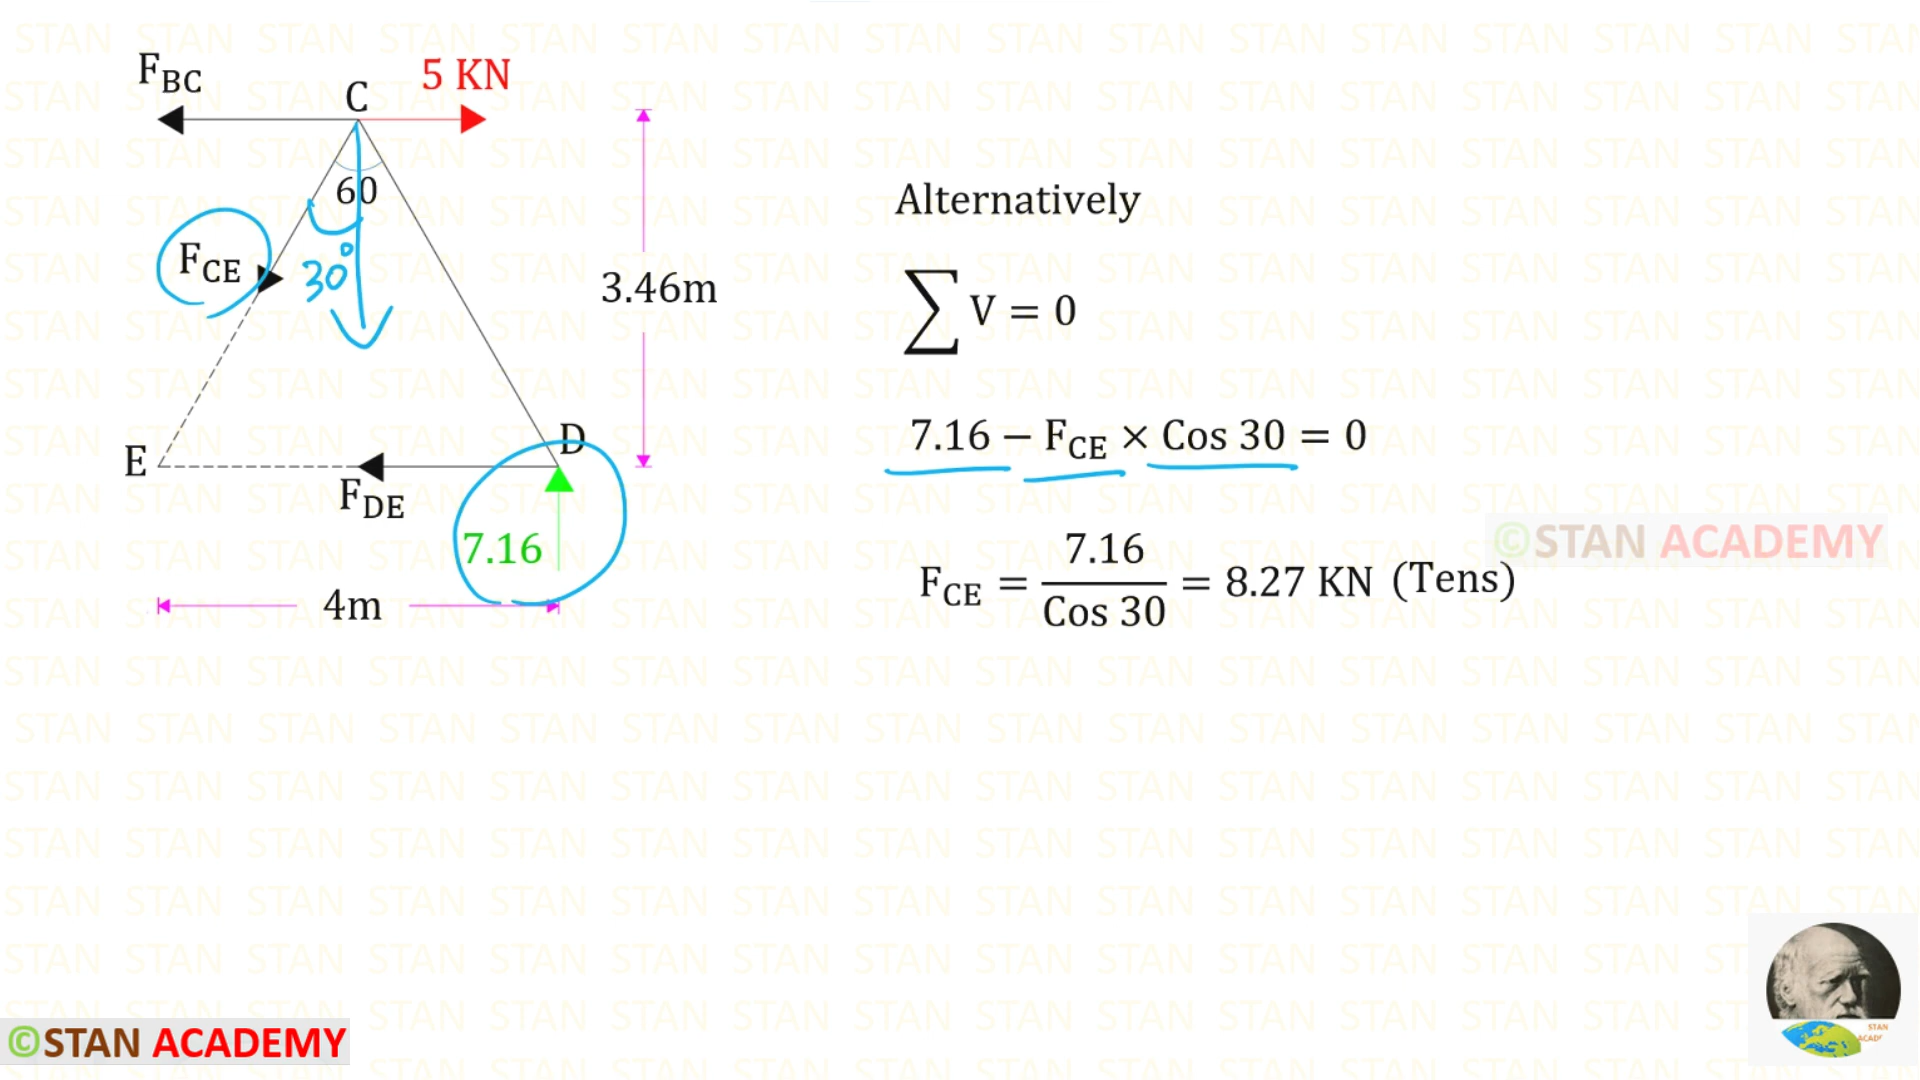 F_BC
C
5 KN
60
F_CE
30°
3.46m
E
D
F_DE
7.16
4m
Alternatively
∑ V = 0
7.16 − F_CE × Cos 30 = 0
F_CE = 7.16 / Cos 30 = 8.27 KN (Tens)
©STAN ACADEMY
©STAN ACADEMY
STAN